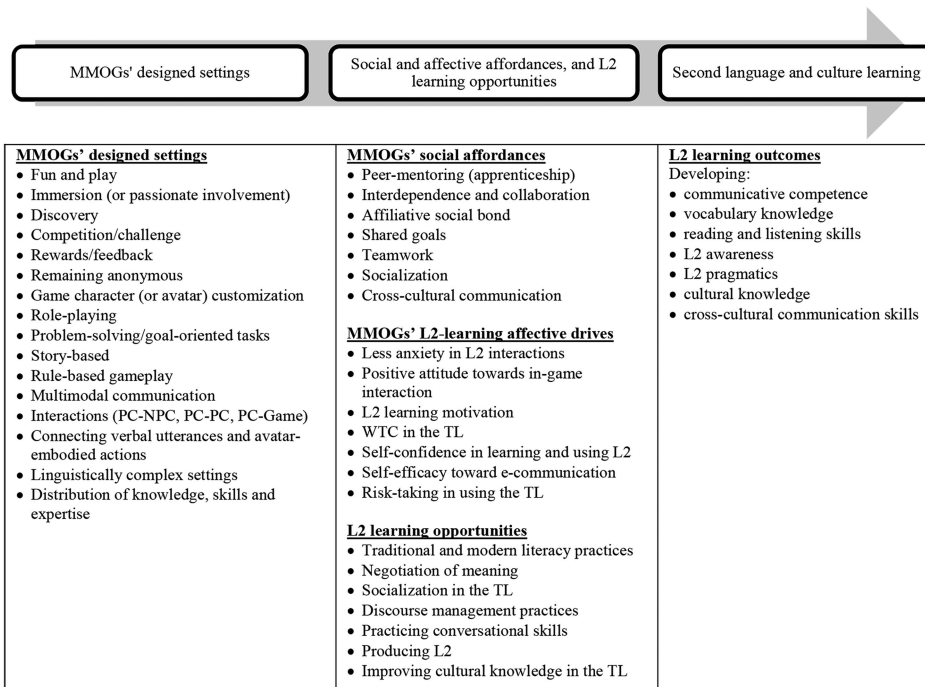 MMOGs' designed settings
Social and affective affordances, and L2
learning opportunities
Second language and culture learning
MMOGs’ designed settings
• Fun and play
• Immersion (or passionate involvement)
• Discovery
• Competition/challenge
• Rewards/feedback
• Remaining anonymous
• Game character (or avatar) customization
• Role-playing
• Problem-solving/goal-oriented tasks
• Story-based
• Rule-based gameplay
• Multimodal communication
• Interactions (PC-NPC, PC-PC, PC-Game)
• Connecting verbal utterances and avatar-
embodied actions
• Linguistically complex settings
• Distribution of knowledge, skills and
expertise
MMOGs’ social affordances
• Peer-mentoring (apprenticeship)
• Interdependence and collaboration
• Affiliative social bond
• Shared goals
• Teamwork
• Socialization
• Cross-cultural communication
MMOGs’ L2-learning affective drives
• Less anxiety in L2 interactions
• Positive attitude towards in-game
interaction
• L2 learning motivation
• WTC in the TL
• Self-confidence in learning and using L2
• Self-efficacy toward e-communication
• Risk-taking in using the TL
L2 learning opportunities
• Traditional and modern literacy practices
• Negotiation of meaning
• Socialization in the TL
• Discourse management practices
• Practicing conversational skills
• Producing L2
• Improving cultural knowledge in the TL
L2 learning outcomes
Developing:
• communicative competence
• vocabulary knowledge
• reading and listening skills
• L2 awareness
• L2 pragmatics
• cultural knowledge
• cross-cultural communication skills